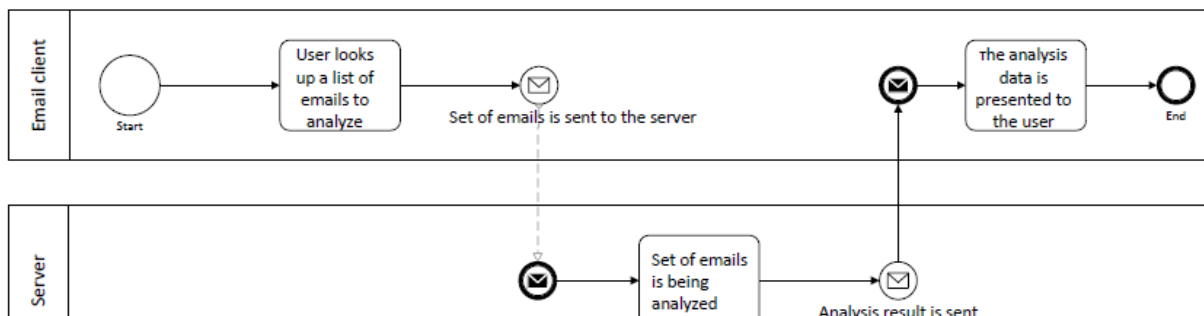 Email client
Start
User looks
up a list of
emails to
analyze
Set of emails is sent to the server
The analysis
data is
presented to
the user
End
Server
Set of emails
is being
analyzed
Analysis result is sent